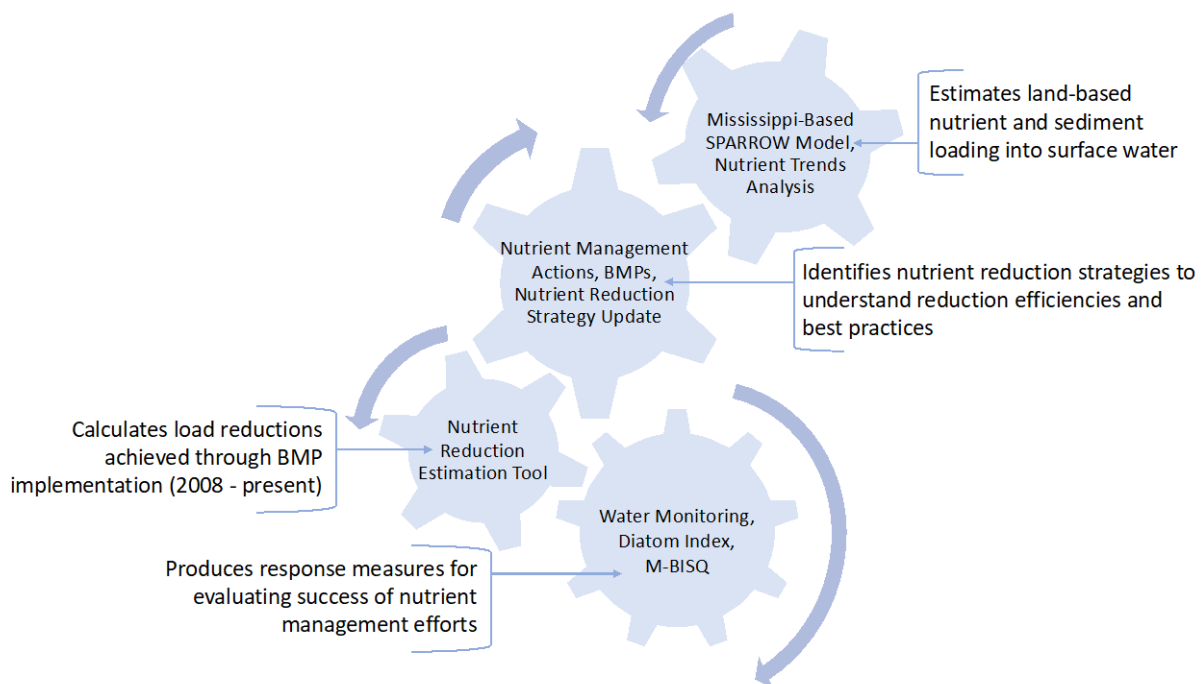 Mississippi-Based
SPARROW Model,
Nutrient Trends
Analysis
Estimates land-based
nutrient and sediment
loading into surface water
Nutrient Management
Actions, BMPs,
Nutrient Reduction
Strategy Update
Identifies nutrient reduction strategies to
understand reduction efficiencies and
best practices
Calculates load reductions
achieved through BMP
implementation (2008 - present)
Nutrient
Reduction
Estimation Tool
Water Monitoring,
Diatom Index,
M-BISQ
Produces response measures for
evaluating success of nutrient
management efforts